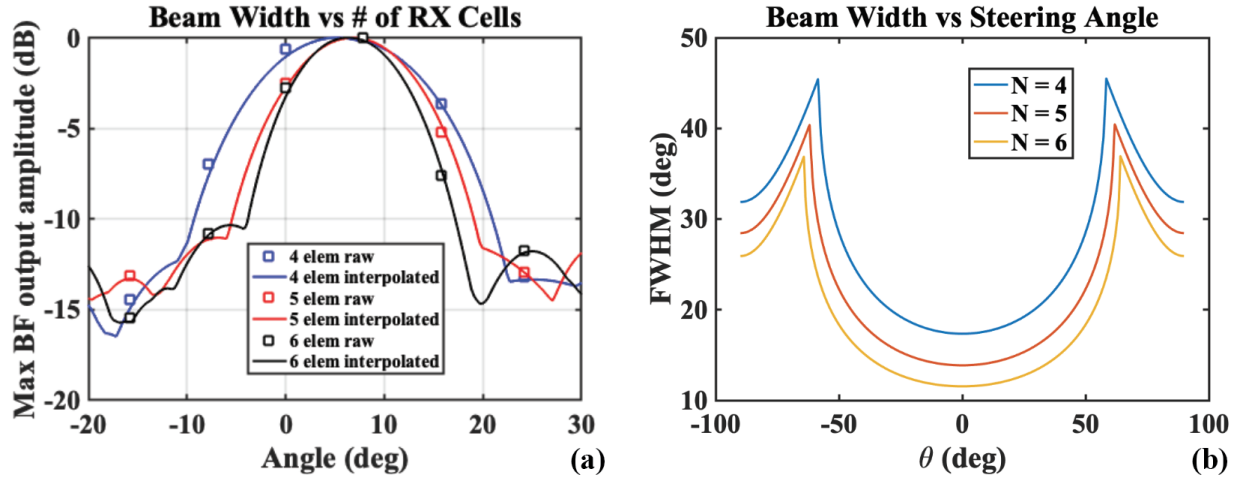 Beam Width vs # of RX Cells
Max BF output amplitude (dB)
0
-5
-10
-15
-20
4 elem raw
4 elem interpolated
5 elem raw
5 elem interpolated
6 elem raw
6 elem interpolated
-20
-10
0
10
20
30
Angle (deg)
(a)
Beam Width vs Steering Angle
FWHM (deg)
50
40
30
20
10
N = 4
N = 5
N = 6
-100
-50
0
50
100
θ (deg)
(b)